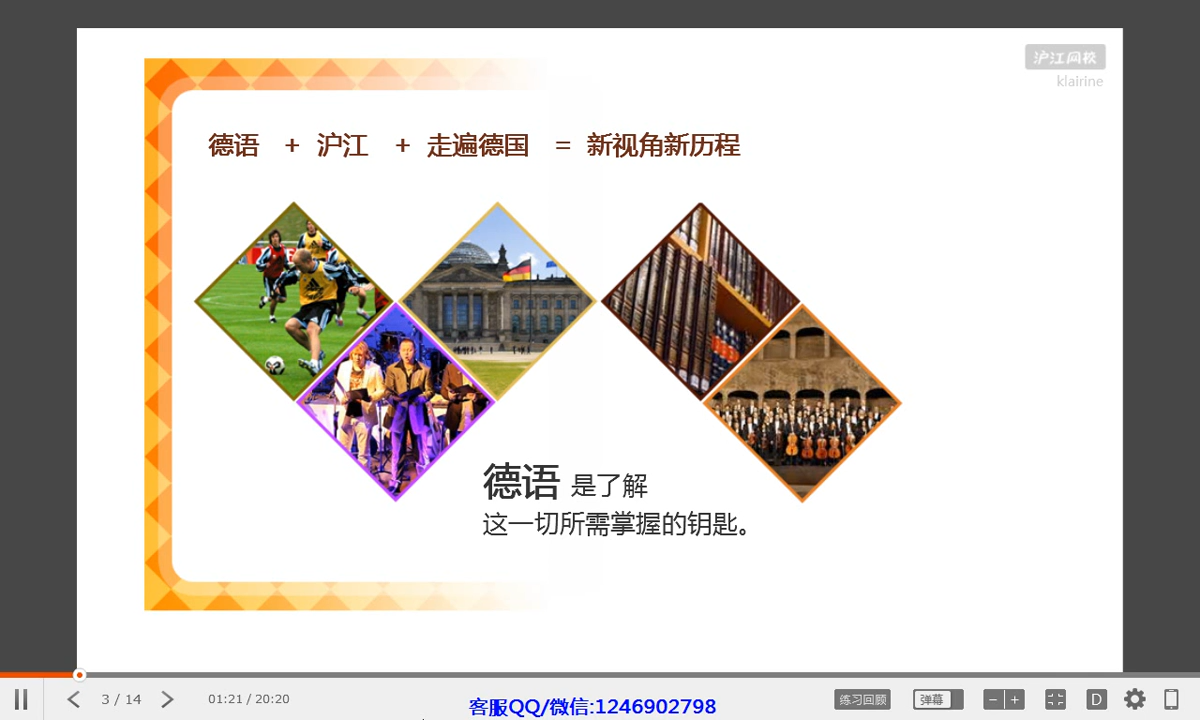 沪江网校
klairine
德语 + 沪江 + 走遍德国 = 新视角新历程
德语 是了解
这一切所需掌握的钥匙。
3 / 14
01:21 / 20:20
客服QQ/微信:1246902798
练习回顾
弹幕
D